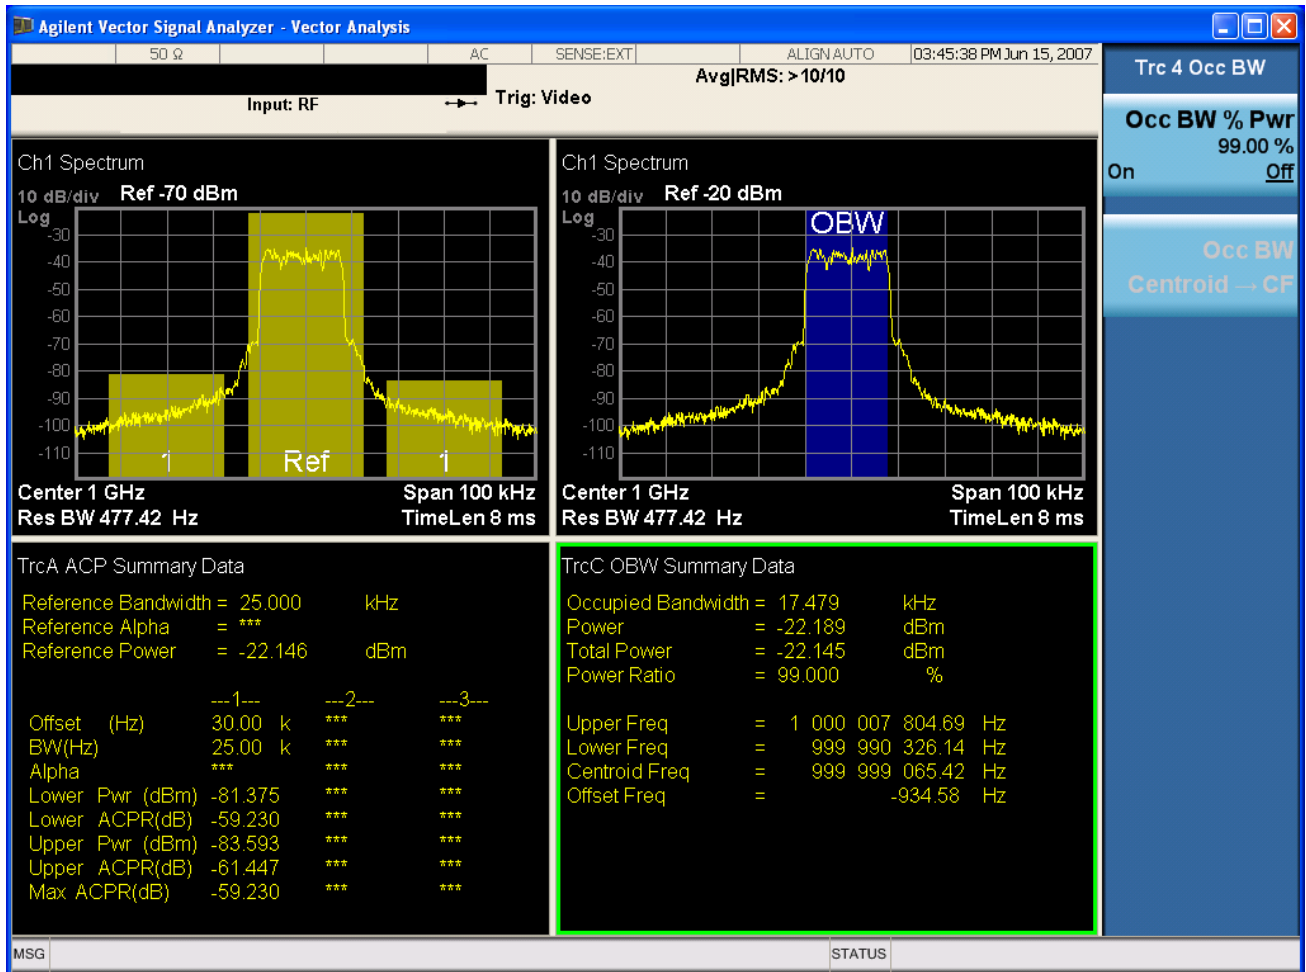 Agilent Vector Signal Analyzer - Vector Analysis
50 Ω AC SENSE:EXT ALIGN AUTO 03:45:38 PM Jun 15, 2007
Avg|RMS: >10/10
Input: RF Trig: Video
Trc 4 Occ BW
Occ BW % Pwr
99.00 %
On Off
Occ BW
Centroid → CF
Ch1 Spectrum
10 dB/div Ref -70 dBm
Log
-30
-40
-50
-60
-70
-80
-90
-100
-110
1 Ref 1
Center 1 GHz Span 100 kHz
Res BW 477.42 Hz TimeLen 8 ms
Ch1 Spectrum
10 dB/div Ref -20 dBm
Log
OBW
-30
-40
-50
-60
-70
-80
-90
-100
-110
Center 1 GHz Span 100 kHz
Res BW 477.42 Hz TimeLen 8 ms
TrcA ACP Summary Data
Reference Bandwidth = 25.000 kHz
Reference Alpha = ***
Reference Power = -22.146 dBm
---1--- ---2--- ---3---
Offset (Hz) 30.00 k *** ***
BW(Hz) 25.00 k *** ***
Alpha *** *** ***
Lower Pwr (dBm) -81.375 *** ***
Lower ACPR(dB) -59.230 *** ***
Upper Pwr (dBm) -83.593 *** ***
Upper ACPR(dB) -61.447 *** ***
Max ACPR(dB) -59.230 *** ***
TrcC OBW Summary Data
Occupied Bandwidth = 17.479 kHz
Power = -22.189 dBm
Total Power = -22.145 dBm
Power Ratio = 99.000 %
Upper Freq = 1 000 007 804.69 Hz
Lower Freq = 999 990 326.14 Hz
Centroid Freq = 999 999 065.42 Hz
Offset Freq = -934.58 Hz
MSG STATUS